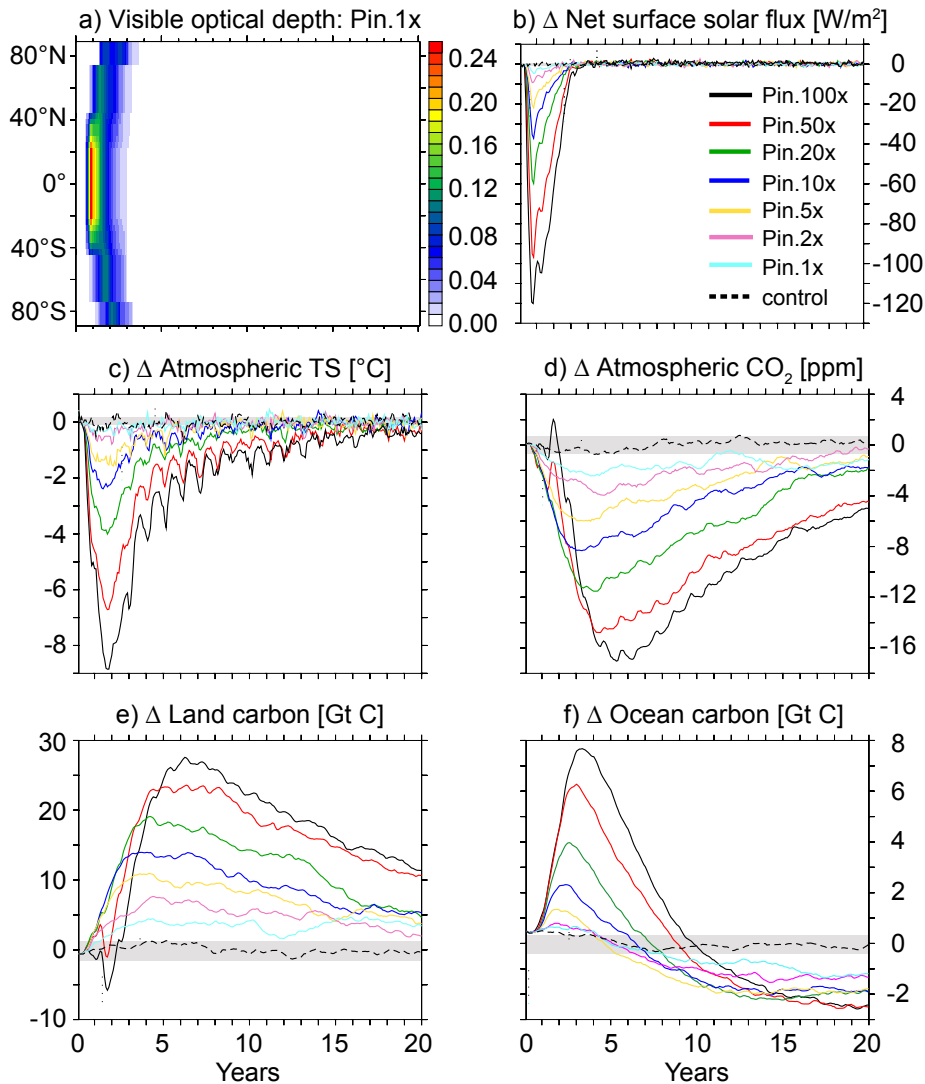 a) Visible optical depth: Pin.1x
80°N
40°N
0°
40°S
80°S
0.24
0.20
0.16
0.12
0.08
0.04
0.00
b) Δ Net surface solar flux [W/m²]
0
-20
-40
-60
-80
-100
-120
Pin.100x
Pin.50x
Pin.20x
Pin.10x
Pin.5x
Pin.2x
Pin.1x
control
c) Δ Atmospheric TS [°C]
0
-2
-4
-6
-8
d) Δ Atmospheric CO₂ [ppm]
4
0
-4
-8
-12
-16
e) Δ Land carbon [Gt C]
30
20
10
0
-10
0 5 10 15 20
Years
f) Δ Ocean carbon [Gt C]
8
6
4
2
0
-2
0 5 10 15 20
Years